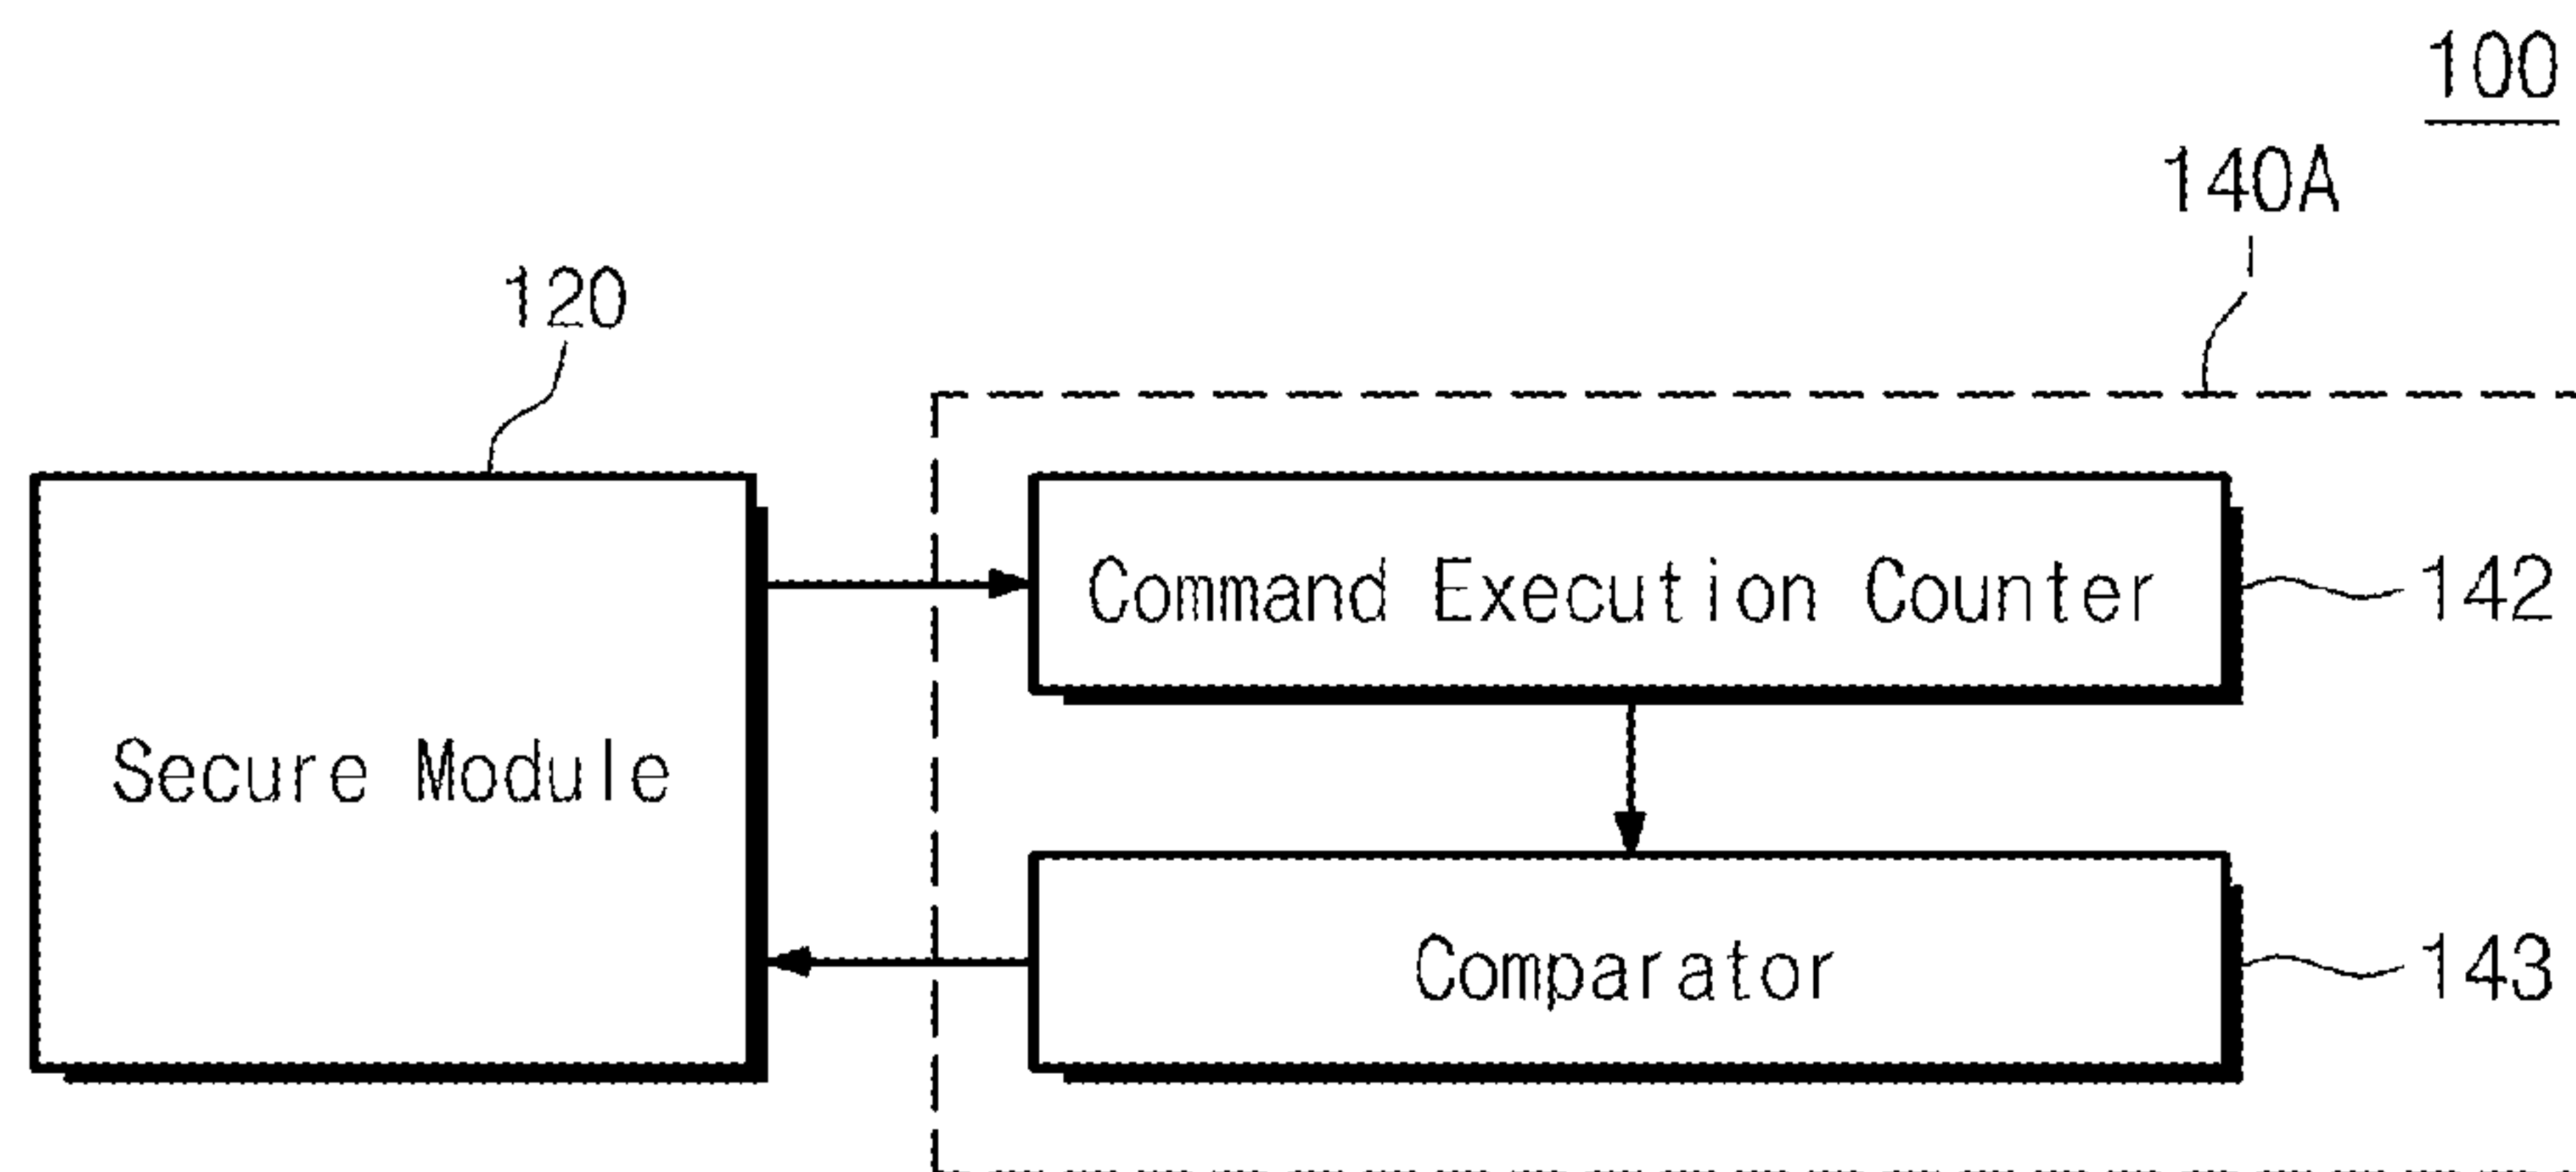 100
140A
120
Command Execution Counter
142
Secure Module
Comparator
143